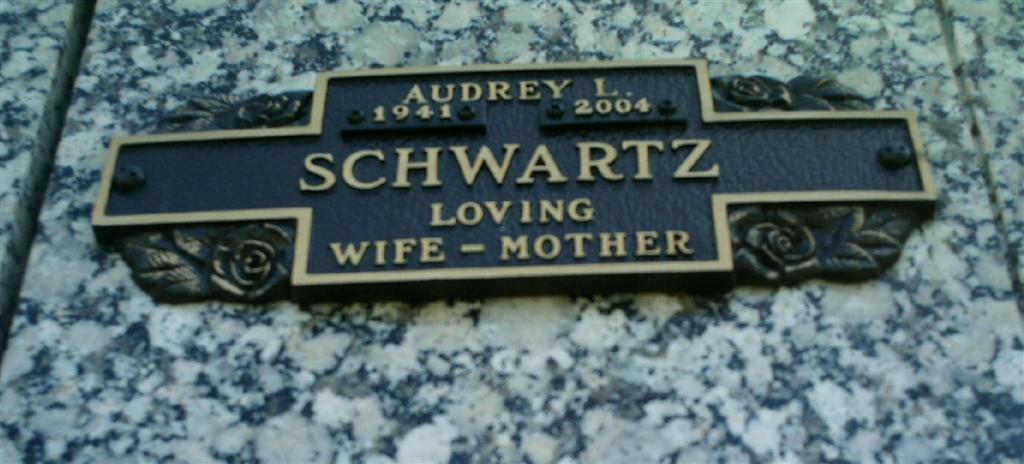 AUDREY L.
1941 2004
SCHWARTZ
LOVING
WIFE – MOTHER